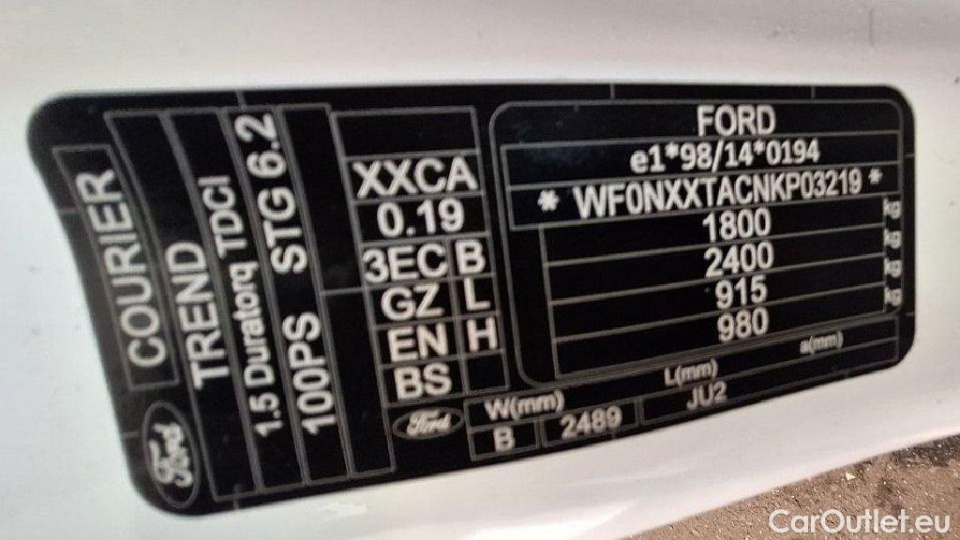 COURIER
TREND
1.5 Duratorq TDCI
100PS STG 6.2
XXCA
0.19
3EC B
GZ L
EN H
BS
Ford
Ford
FORD
e1*98/14*0194
* WF0NXXTACNKP03219 *
1800 kg
2400 kg
915 kg
980 kg
W(mm) L(mm) a(mm)
B 2489 JU2
CarOutlet.eu